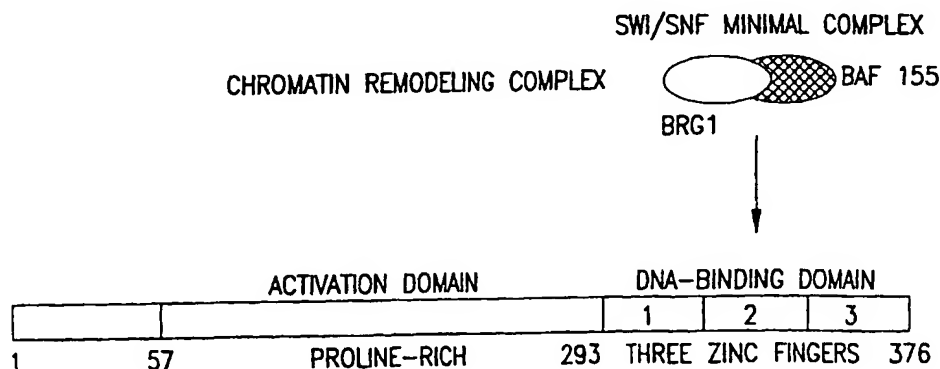 SWI/SNF MINIMAL COMPLEX
CHROMATIN REMODELING COMPLEX
BAF 155
BRG1
ACTIVATION DOMAIN
DNA-BINDING DOMAIN
1 2 3
1 57 PROLINE-RICH 293 THREE ZINC FINGERS 376